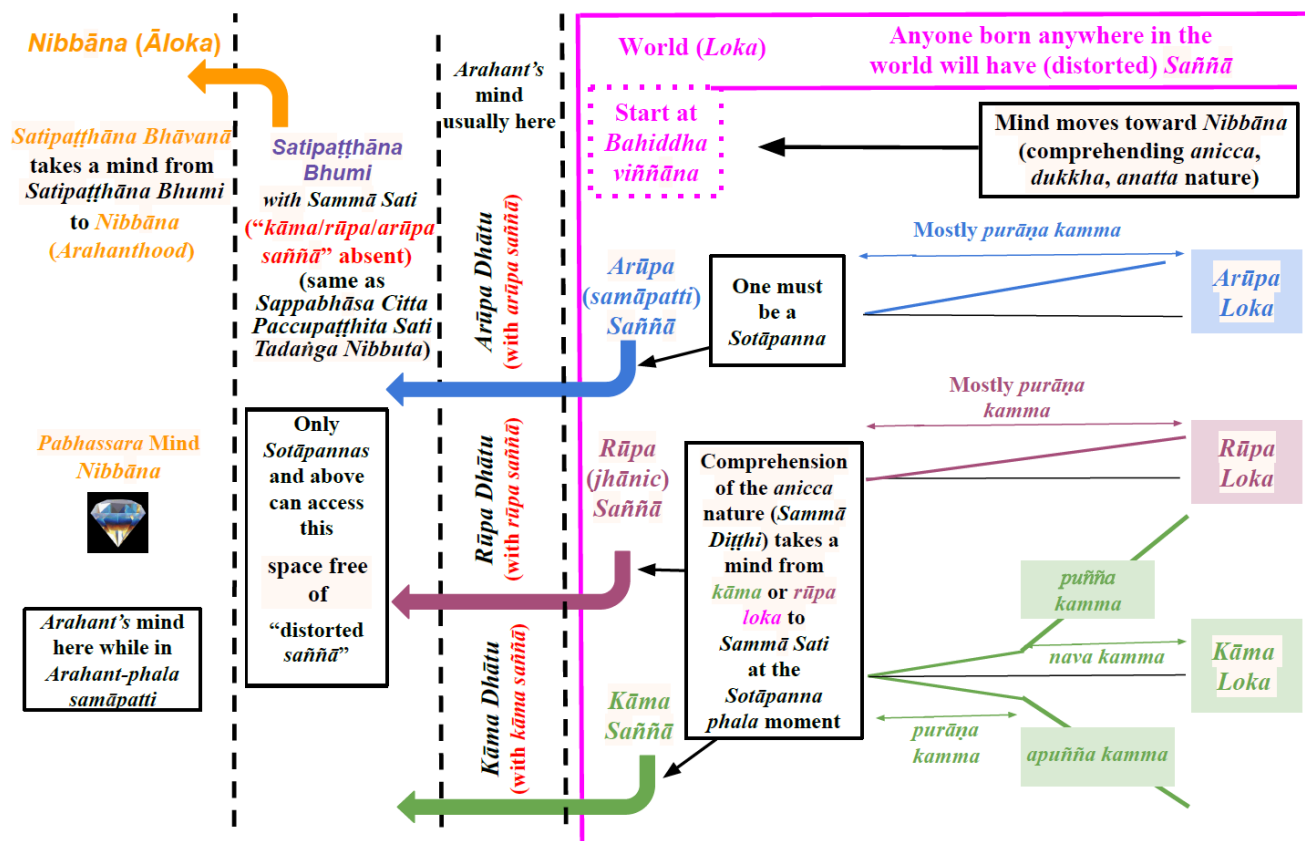 Nibbāna (Āloka)
Satipaṭṭhāna Bhāvanā
takes a mind from
Satipaṭṭhāna Bhumi
to Nibbāna
(Arahanthood)
Pabhassara Mind
Nibbāna
Arahant's mind
here while in
Arahant-phala
samāpatti
Satipaṭṭhāna
Bhumi
with Sammā Sati
(“kāma/rūpa/arūpa
saññā” absent)
(same as
Sappabhāsa Citta
Paccupaṭṭhita Sati
Tadaṅga Nibbuta)
Only
Sotāpannas
and above
can access
this
space free
of
“distorted
saññā”
Arahant's
mind
usually here
Arūpa Dhātu
(with arūpa saññā)
Rūpa Dhātu
(with rūpa saññā)
Kāma Dhātu
(with kāma saññā)
World (Loka)
Anyone born anywhere in the
world will have (distorted) Saññā
Start at
Bahiddha
viññāna
Mind moves toward Nibbāna
(comprehending anicca,
dukkha, anatta nature)
Arūpa
(samāpatti)
Saññā
One must
be a
Sotāpanna
Mostly purāṇa kamma
Arūpa
Loka
Rūpa
(jhānic)
Saññā
Comprehension
of the anicca
nature (Sammā
Diṭṭhi) takes a
mind from
kāma or rūpa
loka to
Sammā Sati
at the
Sotāpanna
phala moment
Mostly purāṇa
kamma
Rūpa
Loka
Kāma
Saññā
puñña
kamma
nava kamma
purāṇa
kamma
apuñña kamma
Kāma
Loka